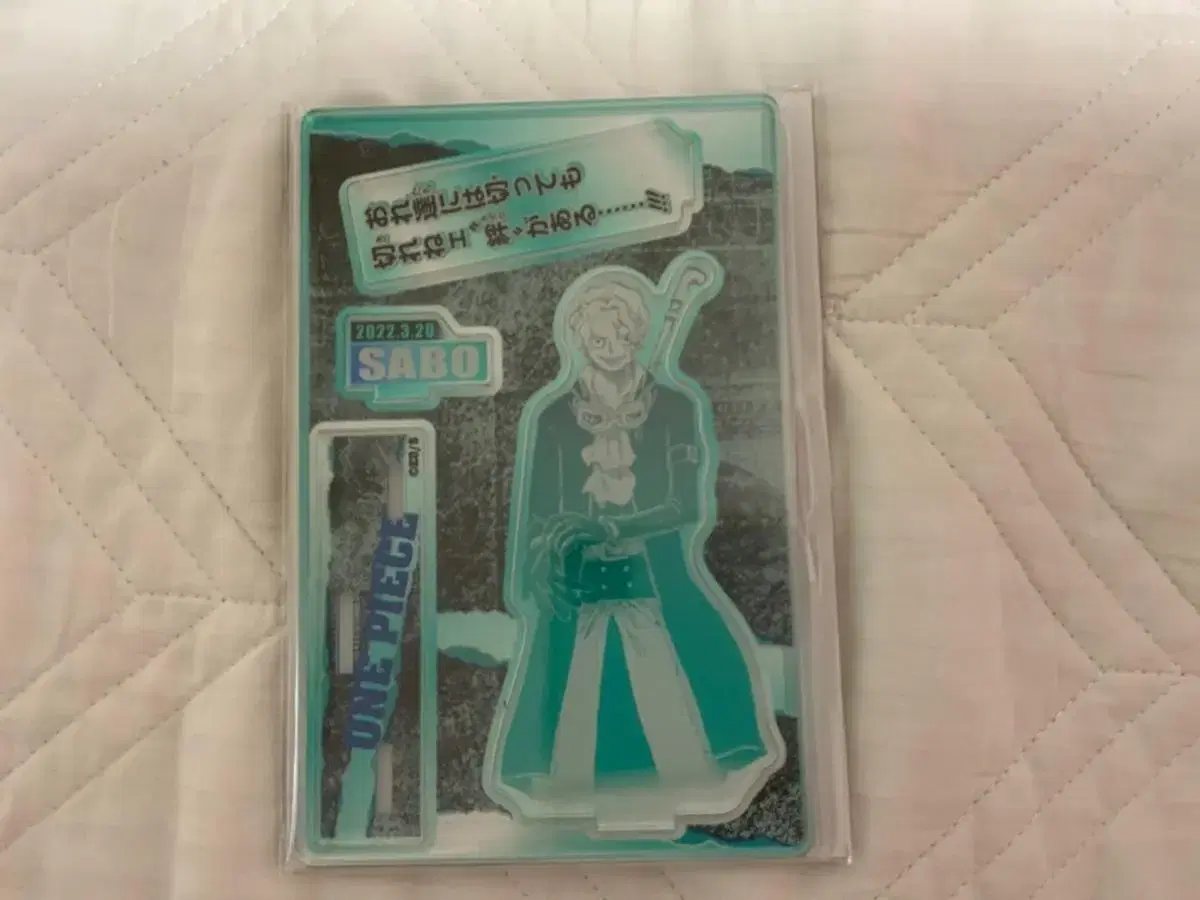 おれ達には切っても
切れねェ“絆”がある……!!!
2022.3.20
SABO
ONE PIECE